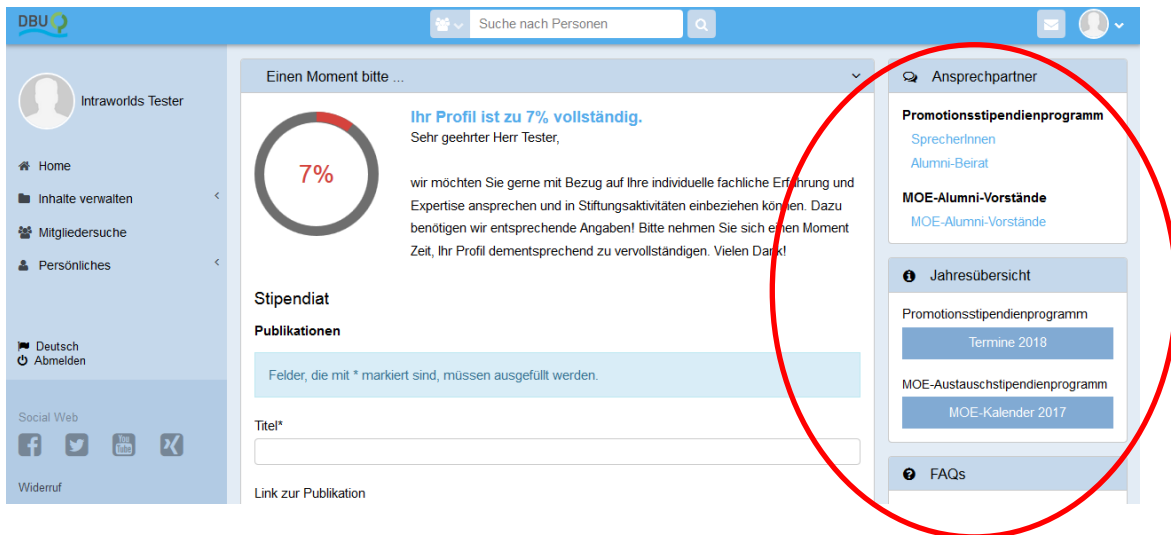 DBU
Suche nach Personen
Intraworlds Tester
Home
Inhalte verwalten
Mitgliedersuche
Persönliches
Deutsch
Abmelden
Social Web
You
Tube
Widerruf
Einen Moment bitte ...
7%
Ihr Profil ist zu 7% vollständig.
Sehr geehrter Herr Tester,
wir möchten Sie gerne mit Bezug auf Ihre individuelle fachliche Erfahrung und
Expertise ansprechen und in Stiftungsaktivitäten einbeziehen können. Dazu
benötigen wir entsprechende Angaben! Bitte nehmen Sie sich einen Moment
Zeit, Ihr Profil dementsprechend zu vervollständigen. Vielen Dank!
Stipendiat
Publikationen
Felder, die mit * markiert sind, müssen ausgefüllt werden.
Titel*
Link zur Publikation
Ansprechpartner
Promotionsstipendienprogramm
SprecherInnen
Alumni-Beirat
MOE-Alumni-Vorstände
MOE-Alumni-Vorstände
Jahresübersicht
Promotionsstipendienprogramm
Termine 2018
MOE-Austauschstipendienprogramm
MOE-Kalender 2017
FAQs